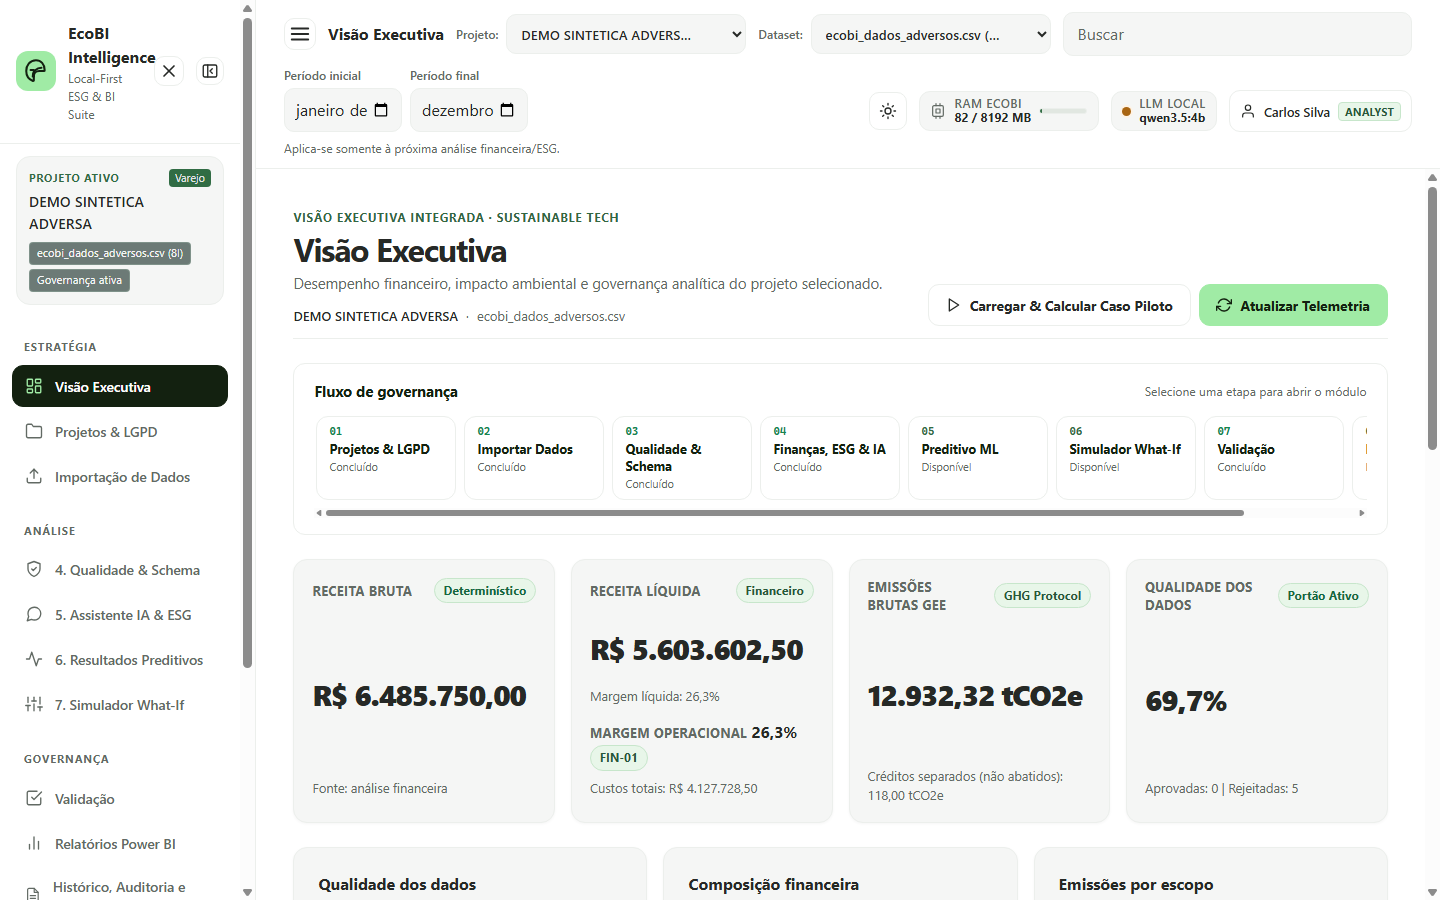 EcoBI
Intelligence
Local-First
ESG & BI
Suite
PROJETO ATIVO
Varejo
DEMO SINTETICA
ADVERSA
ecobi_dados_adversos.csv (8l)
Governança ativa
ESTRATÉGIA
Visão Executiva
Projetos & LGPD
Importação de Dados
ANÁLISE
4. Qualidade & Schema
5. Assistente IA & ESG
6. Resultados Preditivos
7. Simulador What-If
GOVERNANÇA
Validação
Relatórios Power BI
Histórico, Auditoria e
Visão Executiva
Projeto:
DEMO SINTETICA ADVERS...
Dataset:
ecobi_dados_adversos.csv (...
Buscar
Período inicial
Período final
janeiro de
dezembro
Aplica-se somente à próxima análise financeira/ESG.
RAM ECOBI
82 / 8192 MB
LLM LOCAL
qwen3.5:4b
Carlos Silva
ANALYST
VISÃO EXECUTIVA INTEGRADA · SUSTAINABLE TECH
Visão Executiva
Desempenho financeiro, impacto ambiental e governança analítica do projeto selecionado.
DEMO SINTETICA ADVERSA · ecobi_dados_adversos.csv
Carregar & Calcular Caso Piloto
Atualizar Telemetria
Fluxo de governança
Selecione uma etapa para abrir o módulo
01
Projetos & LGPD
Concluído
02
Importar Dados
Concluído
03
Qualidade &
Schema
Concluído
04
Finanças, ESG & IA
Concluído
05
Preditivo ML
Disponível
06
Simulador What-If
Disponível
07
Validação
Concluído
RECEITA BRUTA
Determinístico
R$ 6.485.750,00
Fonte: análise financeira
RECEITA LÍQUIDA
Financeiro
R$ 5.603.602,50
Margem líquida: 26,3%
MARGEM OPERACIONAL 26,3%
FIN-01
Custos totais: R$ 4.127.728,50
EMISSÕES
BRUTAS GEE
GHG Protocol
12.932,32 tCO2e
Créditos separados (não abatidos):
118,00 tCO2e
QUALIDADE DOS
DADOS
Portão Ativo
69,7%
Aprovadas: 0 | Rejeitadas: 5
Qualidade dos dados
Composição financeira
Emissões por escopo